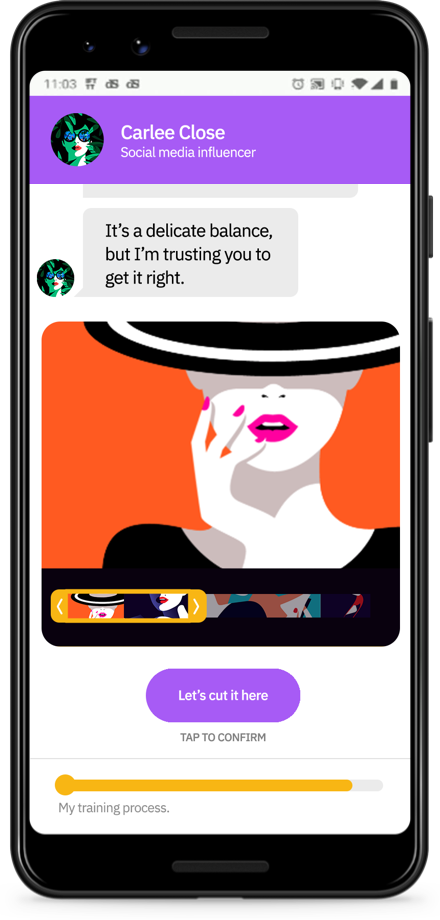 11:03
Carlee Close
Social media influencer
It's a delicate balance,
but I'm trusting you to
get it right.
Let's cut it here
TAP TO CONFIRM
My training process.